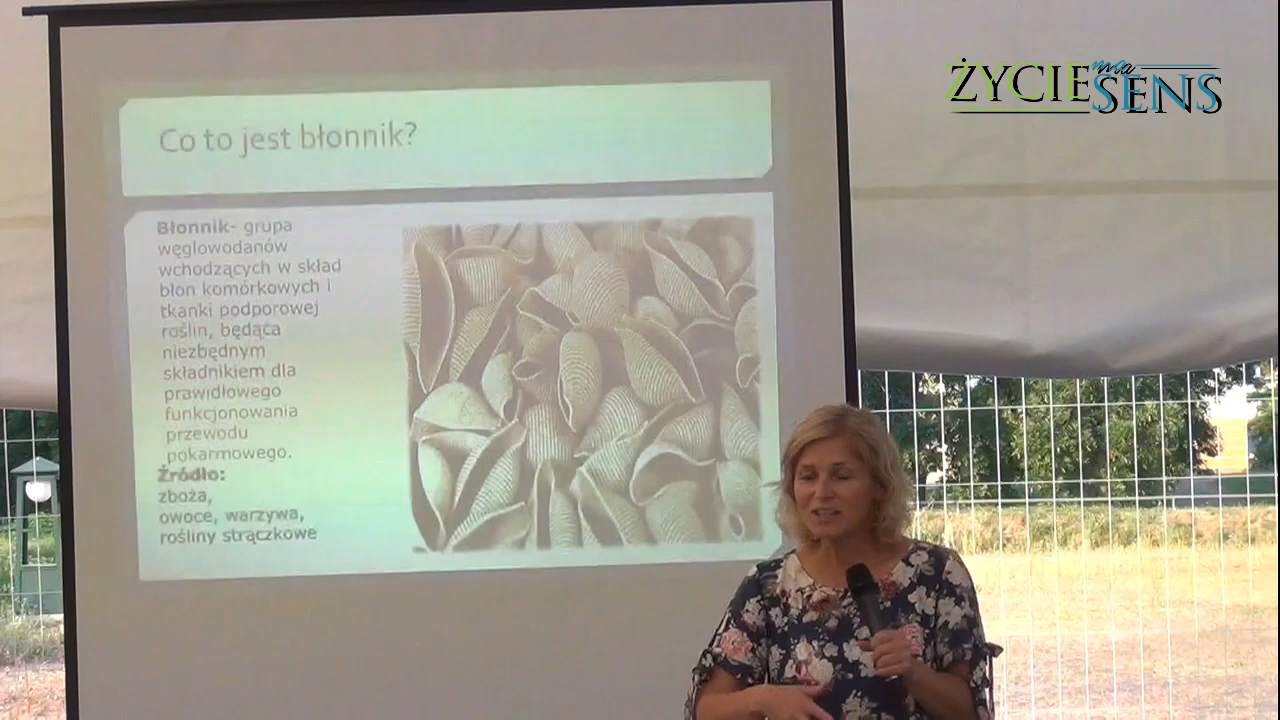 ŻYCIE ma SENS
Co to jest błonnik?
Błonnik- grupa
węglowodanów
wchodzących w skład
błon komórkowych i
tkanki podporowej
roślin, będąca
niezbędnym
składnikiem dla
prawidłowego
funkcjonowania
przewodu
pokarmowego.
Źródło:
zboża,
owoce, warzywa,
rośliny strączkowe